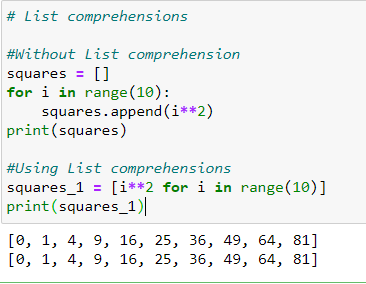 # List comprehensions
#Without List comprehension
squares = []
for i in range(10):
    squares.append(i**2)
print(squares)
#Using List comprehensions
squares_1 = [i**2 for i in range(10)]
print(squares_1)
[0, 1, 4, 9, 16, 25, 36, 49, 64, 81]
[0, 1, 4, 9, 16, 25, 36, 49, 64, 81]